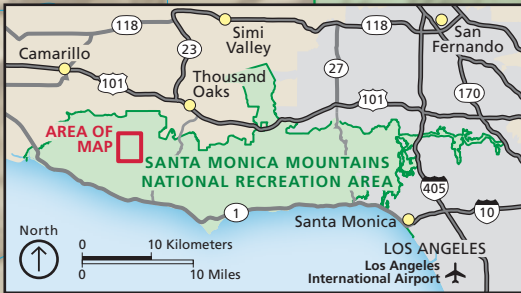 118
Simi
Valley
118
San
Fernando
Camarillo
23
27
Thousand
Oaks
101
101
170
AREA OF
MAP
SANTA MONICA MOUNTAINS
NATIONAL RECREATION AREA
405
1
Santa Monica
10
North
0 10 Kilometers
0 10 Miles
LOS ANGELES
Los Angeles
International Airport